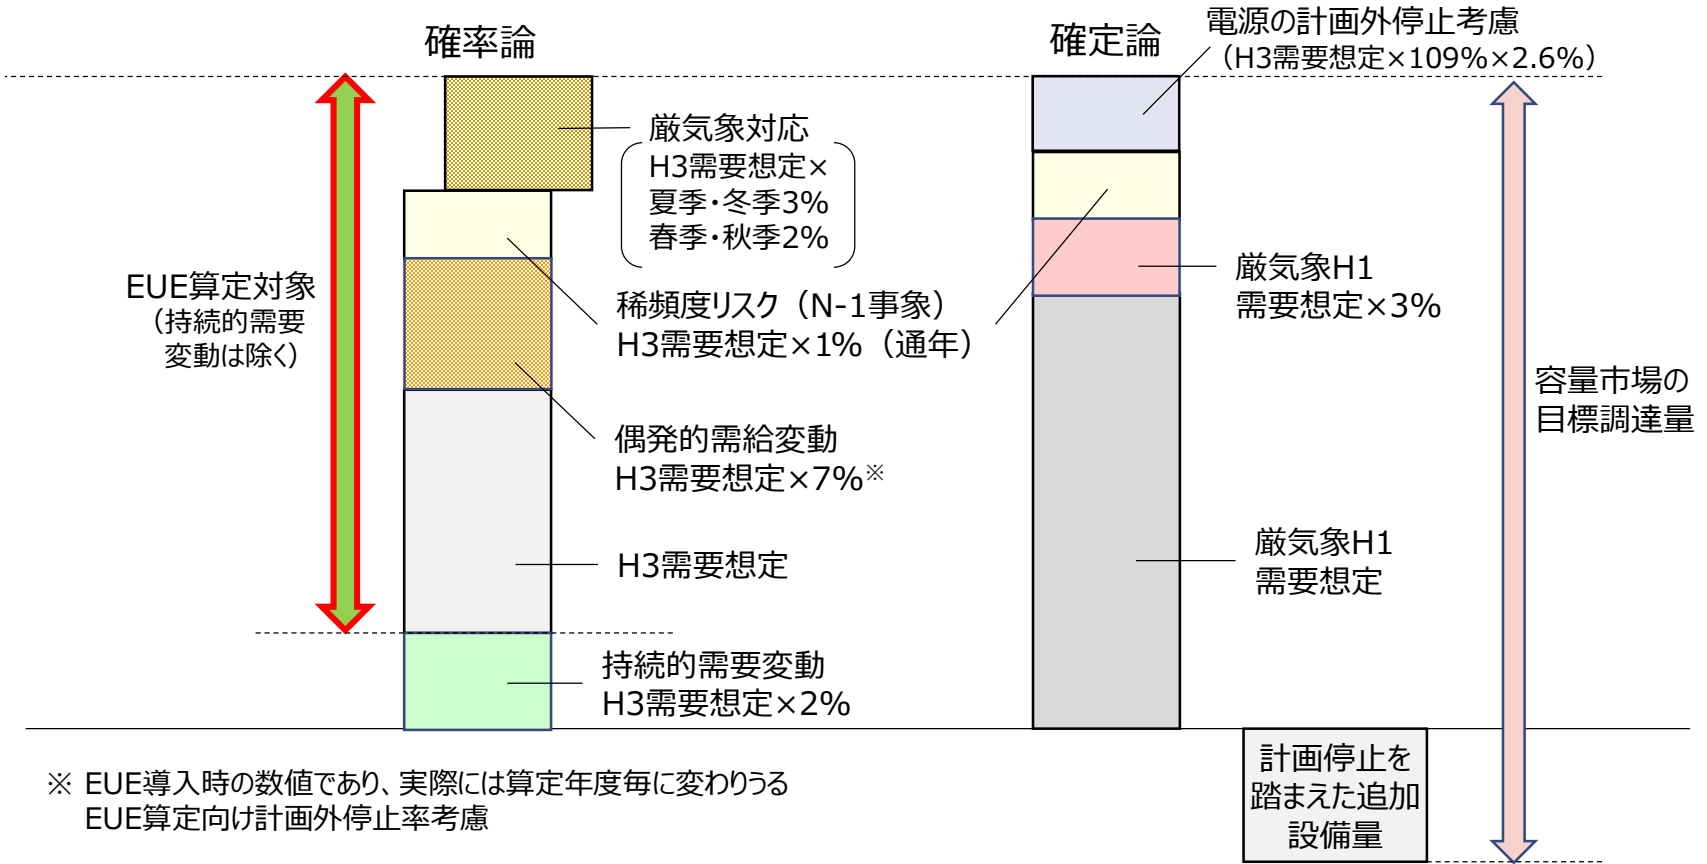 確率論
確定論
電源の計画外停止考慮
（H3需要想定×109%×2.6%）
厳気象対応
H3需要想定×
夏季・冬季3%
春季・秋季2%
EUE算定対象
（持続的需要
変動は除く）
稀頻度リスク（N-1事象）
H3需要想定×1%（通年）
厳気象H1
需要想定×3%
容量市場の
目標調達量
偶発的需給変動
H3需要想定×7%※
H3需要想定
厳気象H1
需要想定
持続的需要変動
H3需要想定×2%
計画停止を
踏まえた追加
設備量
※ EUE導入時の数値であり、実際には算定年度毎に変わりうる
EUE算定向け計画外停止率考慮